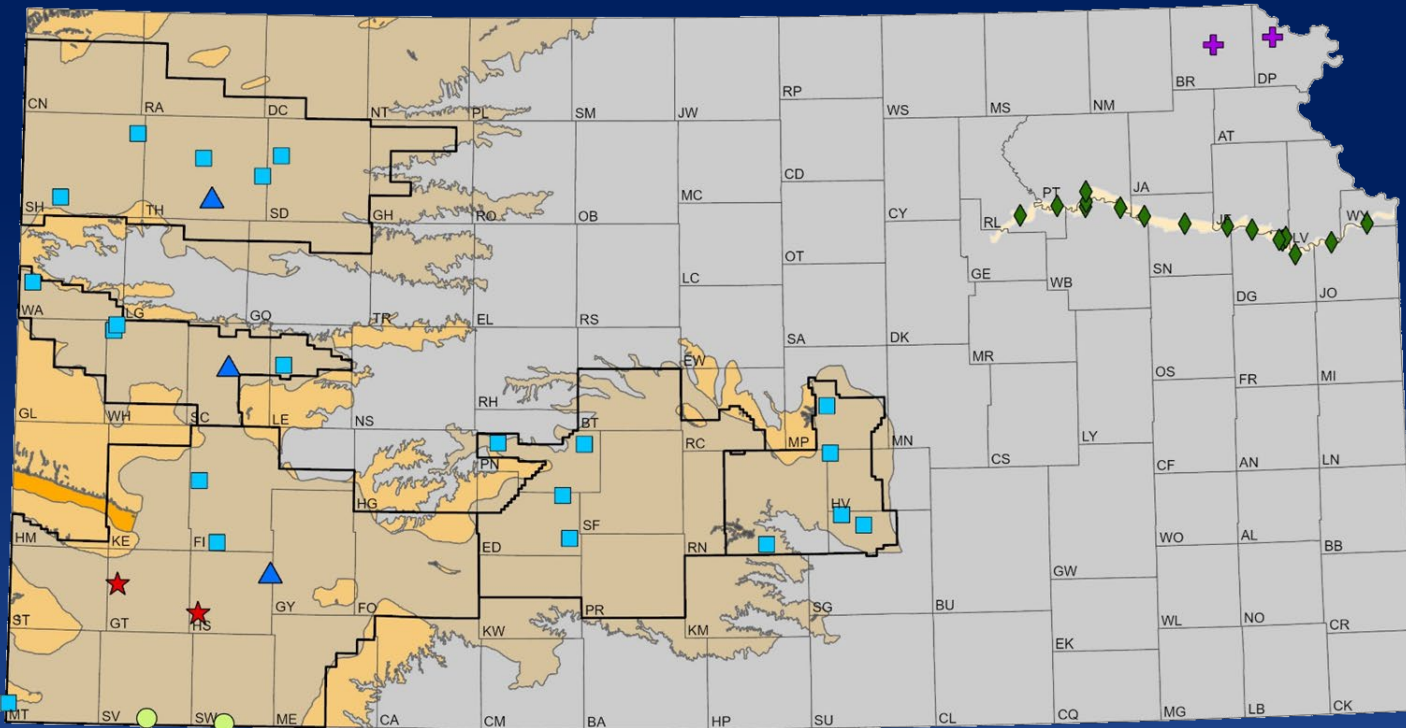 CN RA DC NT PL SM JW RP WS MS NM BR DP
AT
SH TH SD GH RO OB MC CD CY RL PT JA JF LV WY
WA LG GO TR EL RS LC OT GE WB SN DG JO
GL WH SC LE NS RH BT EW SA DK MR OS FR MI
HM KE FI HG PN RC MP MN CS LY CF AN LN
ED SF RN HV WO AL BB
ST GT HS GY FO PR KM SG BU GW WL NO CR
KW EK
MT SV SW ME CA CM BA HP SU CL CQ MG LB CK